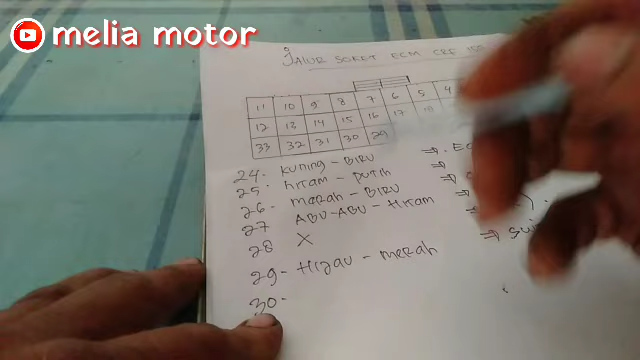 melia motor
JALUR SOKET ECM CRF 150
11 10 9 8 7 6 5 4
12 13 14 15 16 17
33 32 31 30 29
24. KUNING - BIRU ⇒
25. HITAM - PUTIH ⇒
26. MERAH - BIRU ⇒
27 ABU-ABU - HITAM ⇒
28 X
29 - HIJAU - MERAH ⇒
30 -